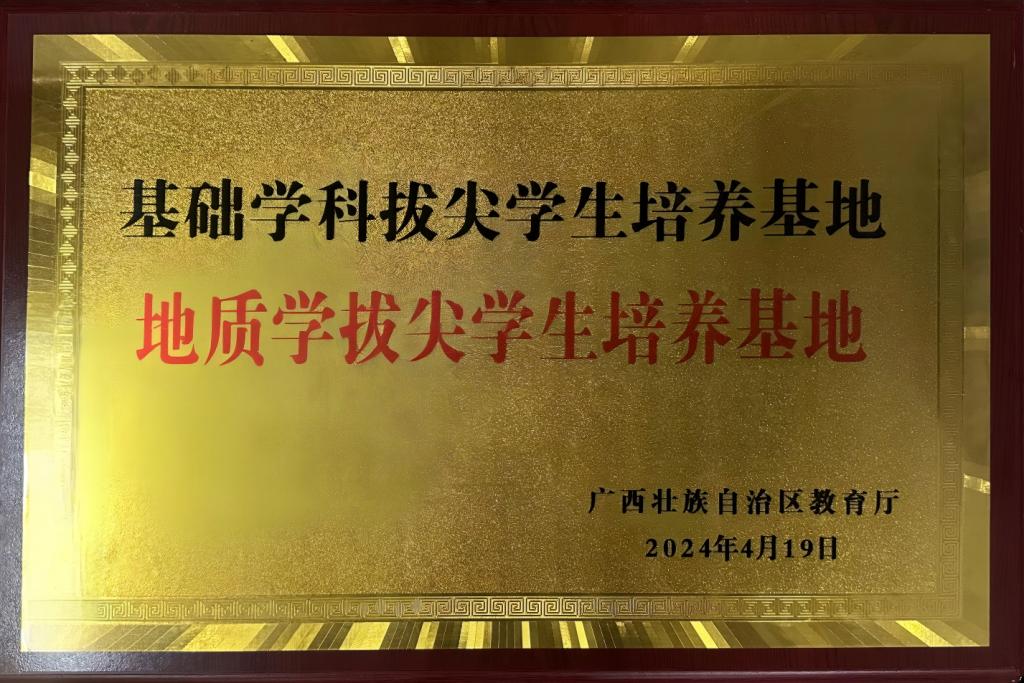 基础学科拔尖学生培养基地
地质学拔尖学生培养基地
广西壮族自治区教育厅
2024年4月19日